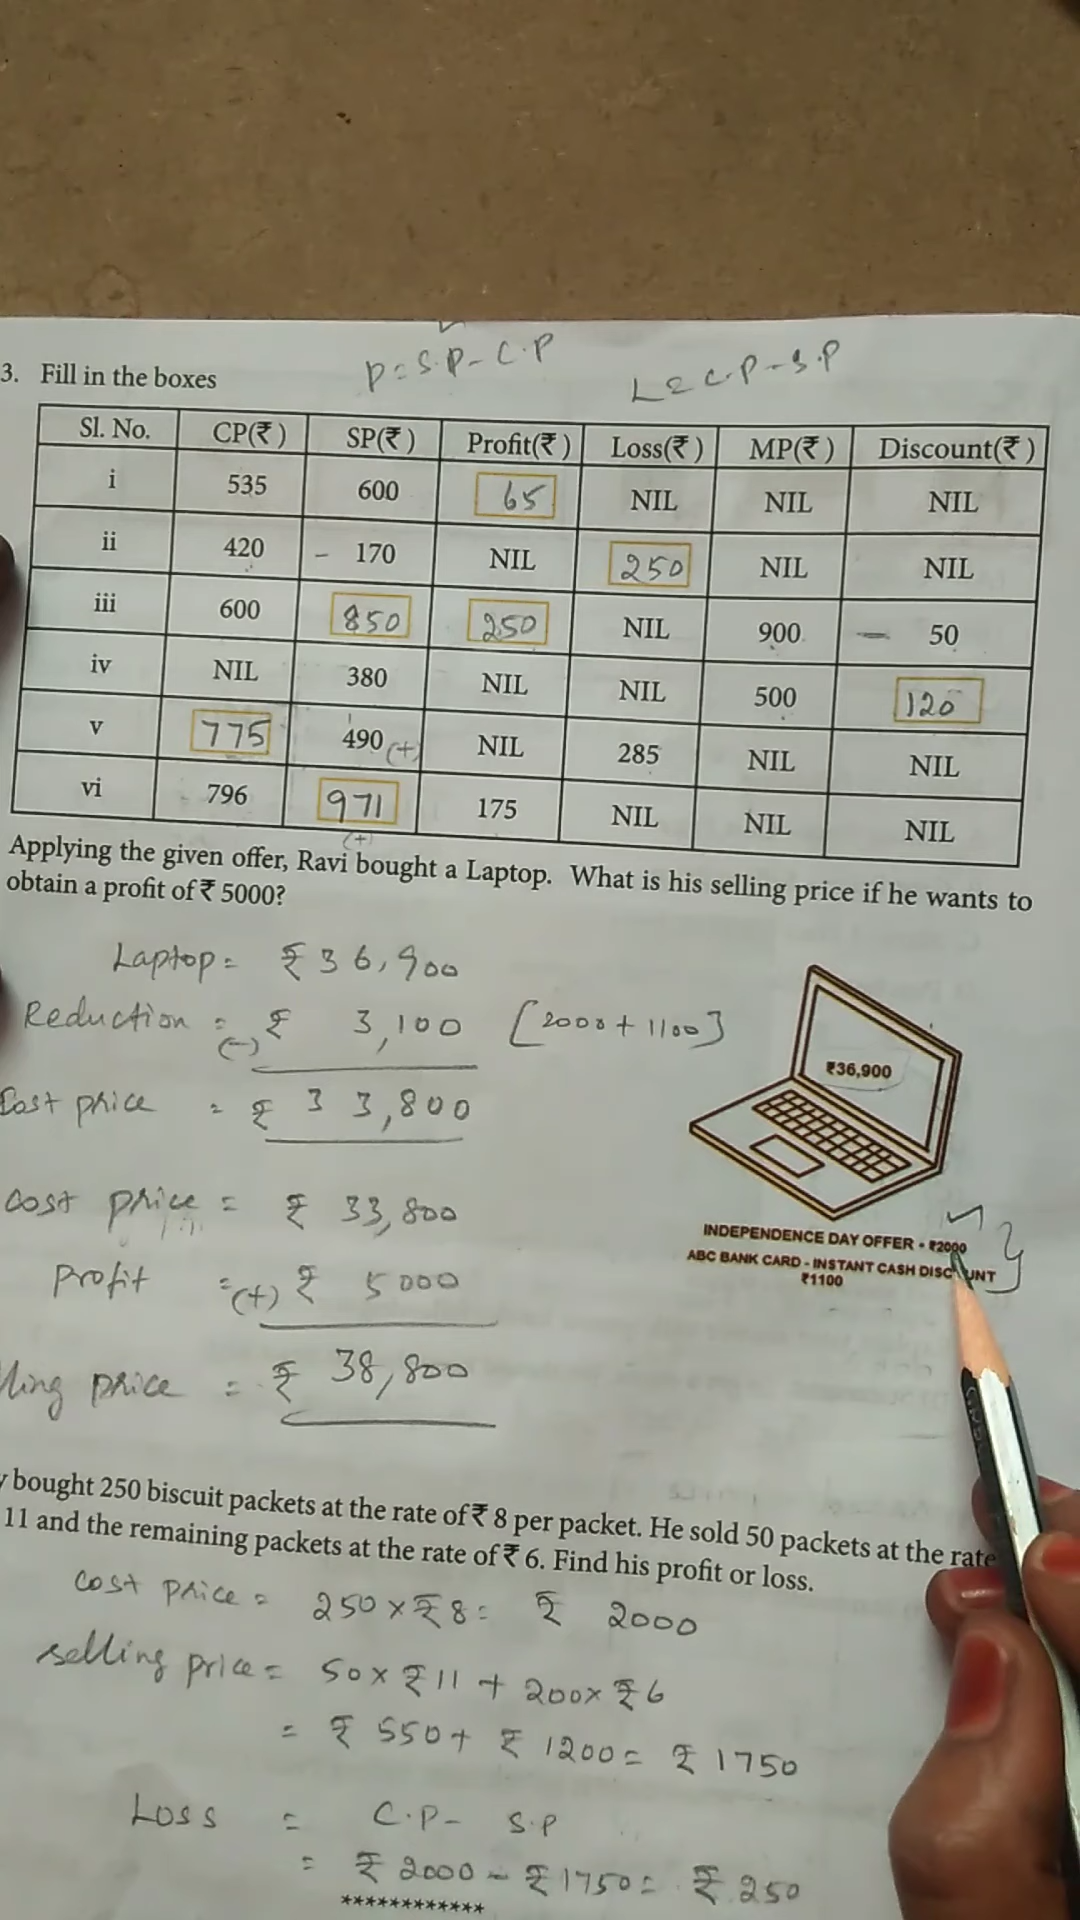 P = S.P - C.P
L = C.P - S.P
3. Fill in the boxes
Sl. No. CP(₹) SP(₹) Profit(₹) Loss(₹) MP(₹) Discount(₹)
i 535 600 65 NIL NIL NIL
ii 420 - 170 NIL 250 NIL NIL
iii 600 850 250 NIL 900 - 50
iv NIL 380 NIL NIL 500 120
v 775 490 (+) NIL 285 NIL NIL
vi 796 971 175 NIL NIL NIL
(+)
Applying the given offer, Ravi bought a Laptop. What is his selling price if he wants to
obtain a profit of ₹ 5000?
Laptop = ₹ 36,900
Reduction = (-) ₹ 3,100 [2000 + 1100]
Cost price = ₹ 33,800
₹36,900
Cost price = ₹ 33,800
INDEPENDENCE DAY OFFER - ₹2000
ABC BANK CARD - INSTANT CASH DISCOUNT
₹1100
Profit = (+) ₹ 5000
lling price = ₹ 38,800
y bought 250 biscuit packets at the rate of ₹ 8 per packet. He sold 50 packets at the rate
11 and the remaining packets at the rate of ₹ 6. Find his profit or loss.
Cost price = 250 × ₹8 = ₹ 2000
Selling price = 50 × ₹11 + 200 × ₹6
= ₹ 550 + ₹ 1200 = ₹ 1750
Loss = C.P - S.P
= ₹ 2000 - ₹ 1750 = ₹ 250
************